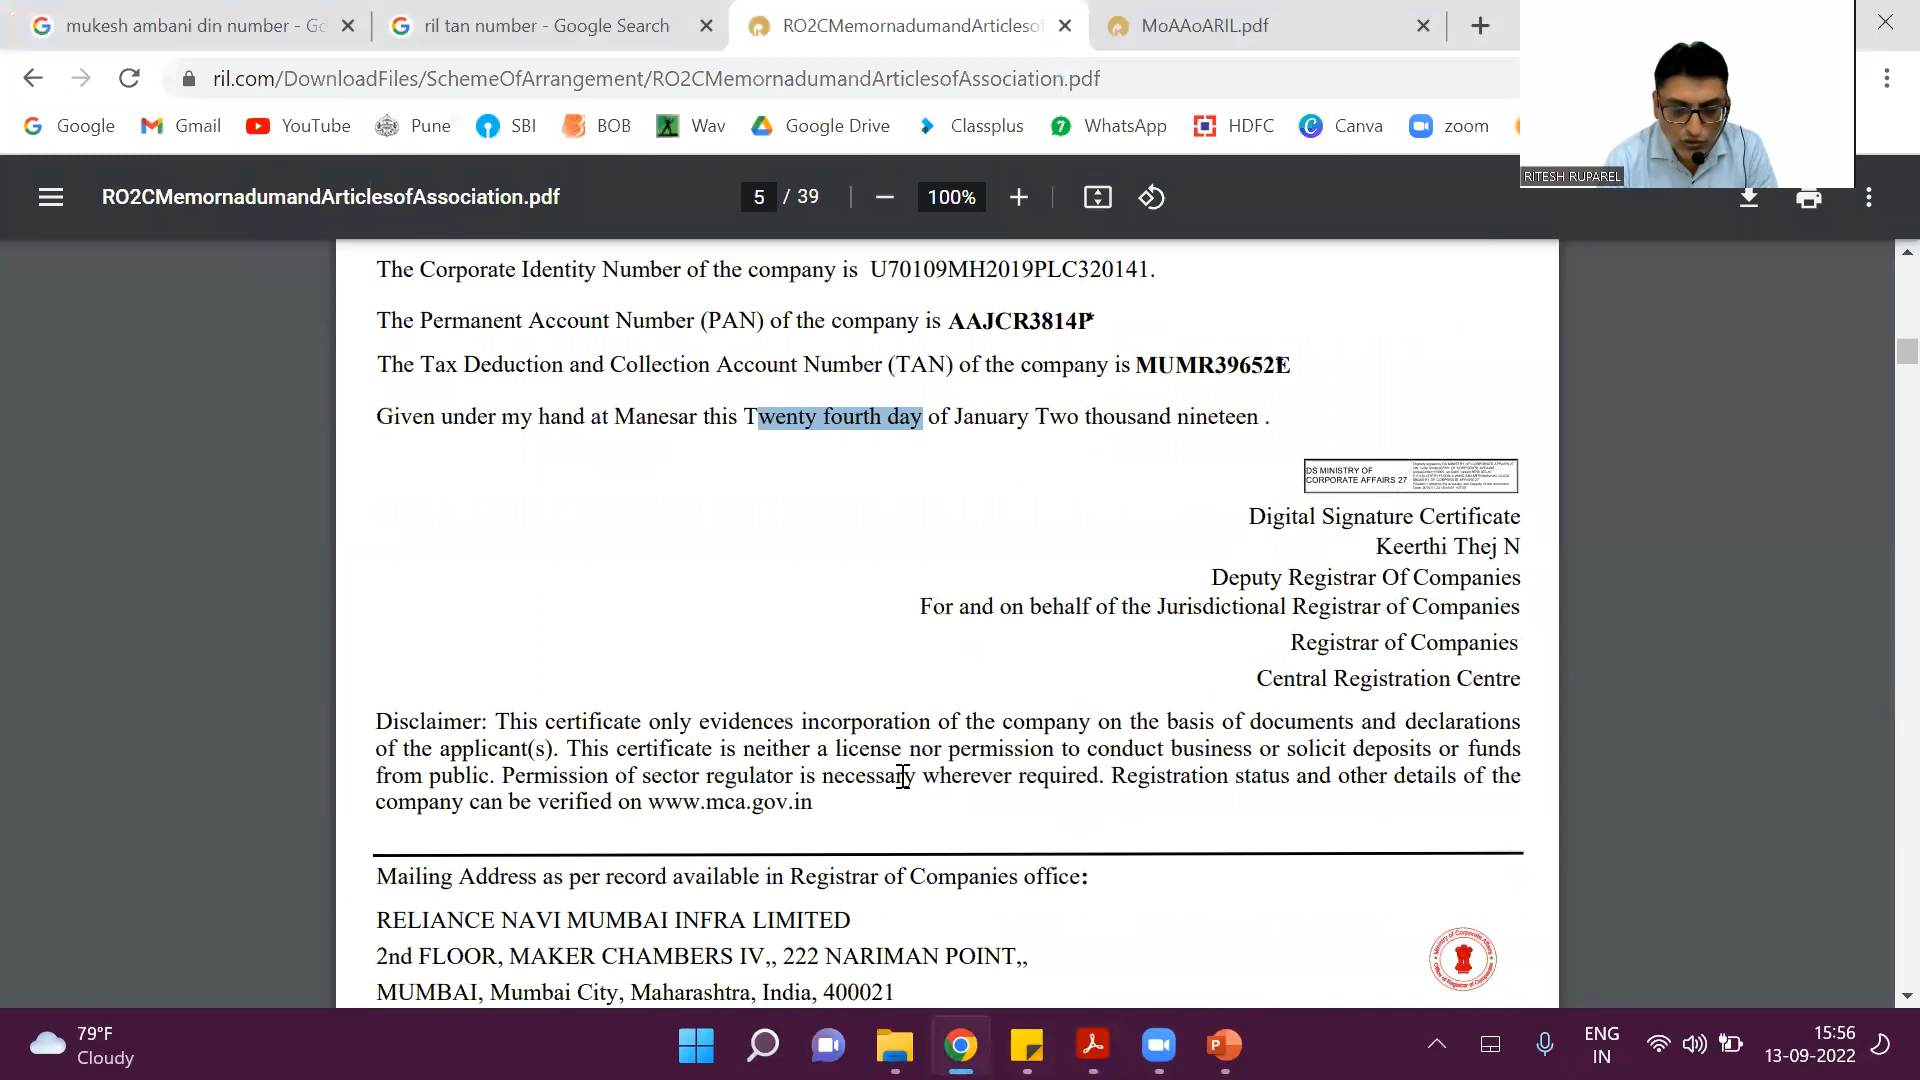 mukesh ambani din number - Gc
ril tan number - Google Search
RO2CMemornadumandArticlesof
MoAAoARIL.pdf
ril.com/DownloadFiles/SchemeOfArrangement/RO2CMemornadumandArticlesofAssociation.pdf
Google Gmail YouTube Pune SBI BOB Wav Google Drive Classplus 7 WhatsApp HDFC Canva zoom
RITESH RUPAREL
RO2CMemornadumandArticlesofAssociation.pdf 5 / 39 100%
The Corporate Identity Number of the company is U70109MH2019PLC320141.
The Permanent Account Number (PAN) of the company is AAJCR3814P*
The Tax Deduction and Collection Account Number (TAN) of the company is MUMR39652E*
Given under my hand at Manesar this Twenty fourth day of January Two thousand nineteen .
DS MINISTRY OF
CORPORATE AFFAIRS 27
Digital Signature Certificate
Keerthi Thej N
Deputy Registrar Of Companies
For and on behalf of the Jurisdictional Registrar of Companies
Registrar of Companies
Central Registration Centre
Disclaimer: This certificate only evidences incorporation of the company on the basis of documents and declarations
of the applicant(s). This certificate is neither a license nor permission to conduct business or solicit deposits or funds
from public. Permission of sector regulator is necessary wherever required. Registration status and other details of the
company can be verified on www.mca.gov.in
Mailing Address as per record available in Registrar of Companies office:
RELIANCE NAVI MUMBAI INFRA LIMITED
2nd FLOOR, MAKER CHAMBERS IV,, 222 NARIMAN POINT,,
MUMBAI, Mumbai City, Maharashtra, India, 400021
79°F
Cloudy
ENG
IN
15:56
13-09-2022